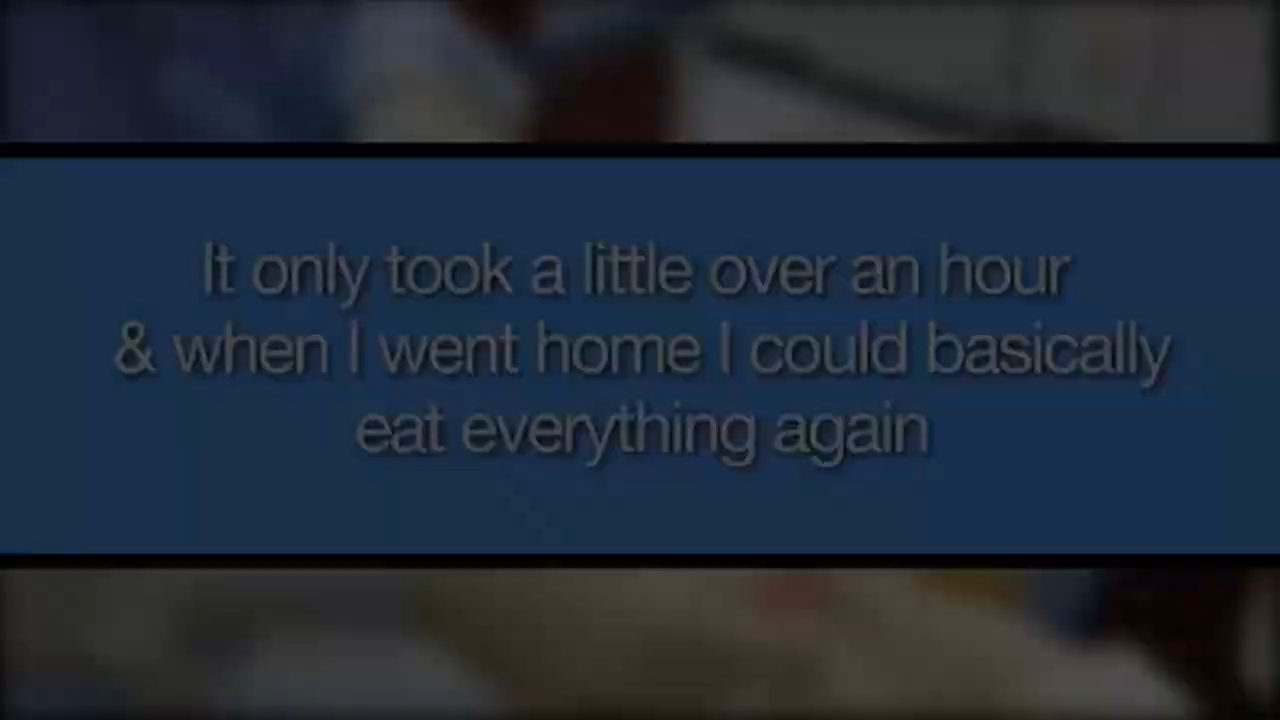 It only took a little over an hour
& when I went home I could basically
eat everything again